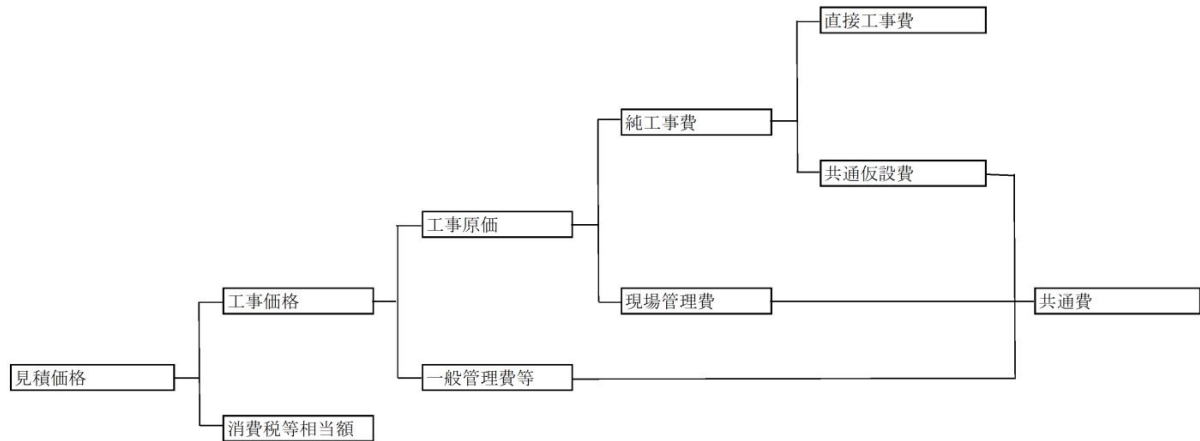 直接工事費
純工事費
共通仮設費
工事原価
工事価格
現場管理費
共通費
見積価格
一般管理費等
消費税等相当額